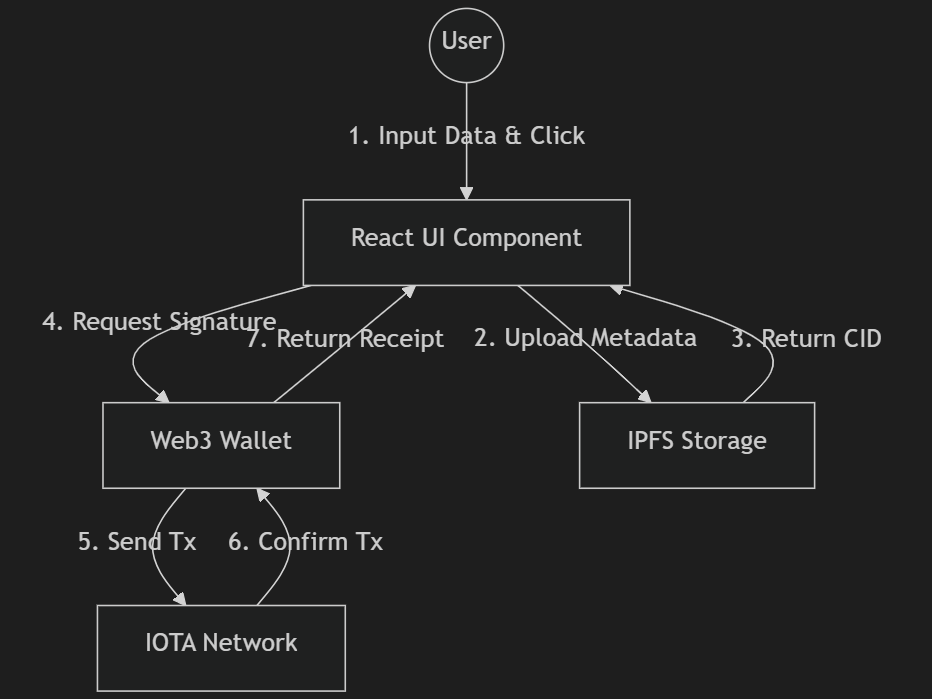 User
1. Input Data & Click
React UI Component
4. Request Signature
7. Return Receipt
2. Upload Metadata
3. Return CID
Web3 Wallet
IPFS Storage
5. Send Tx
6. Confirm Tx
IOTA Network